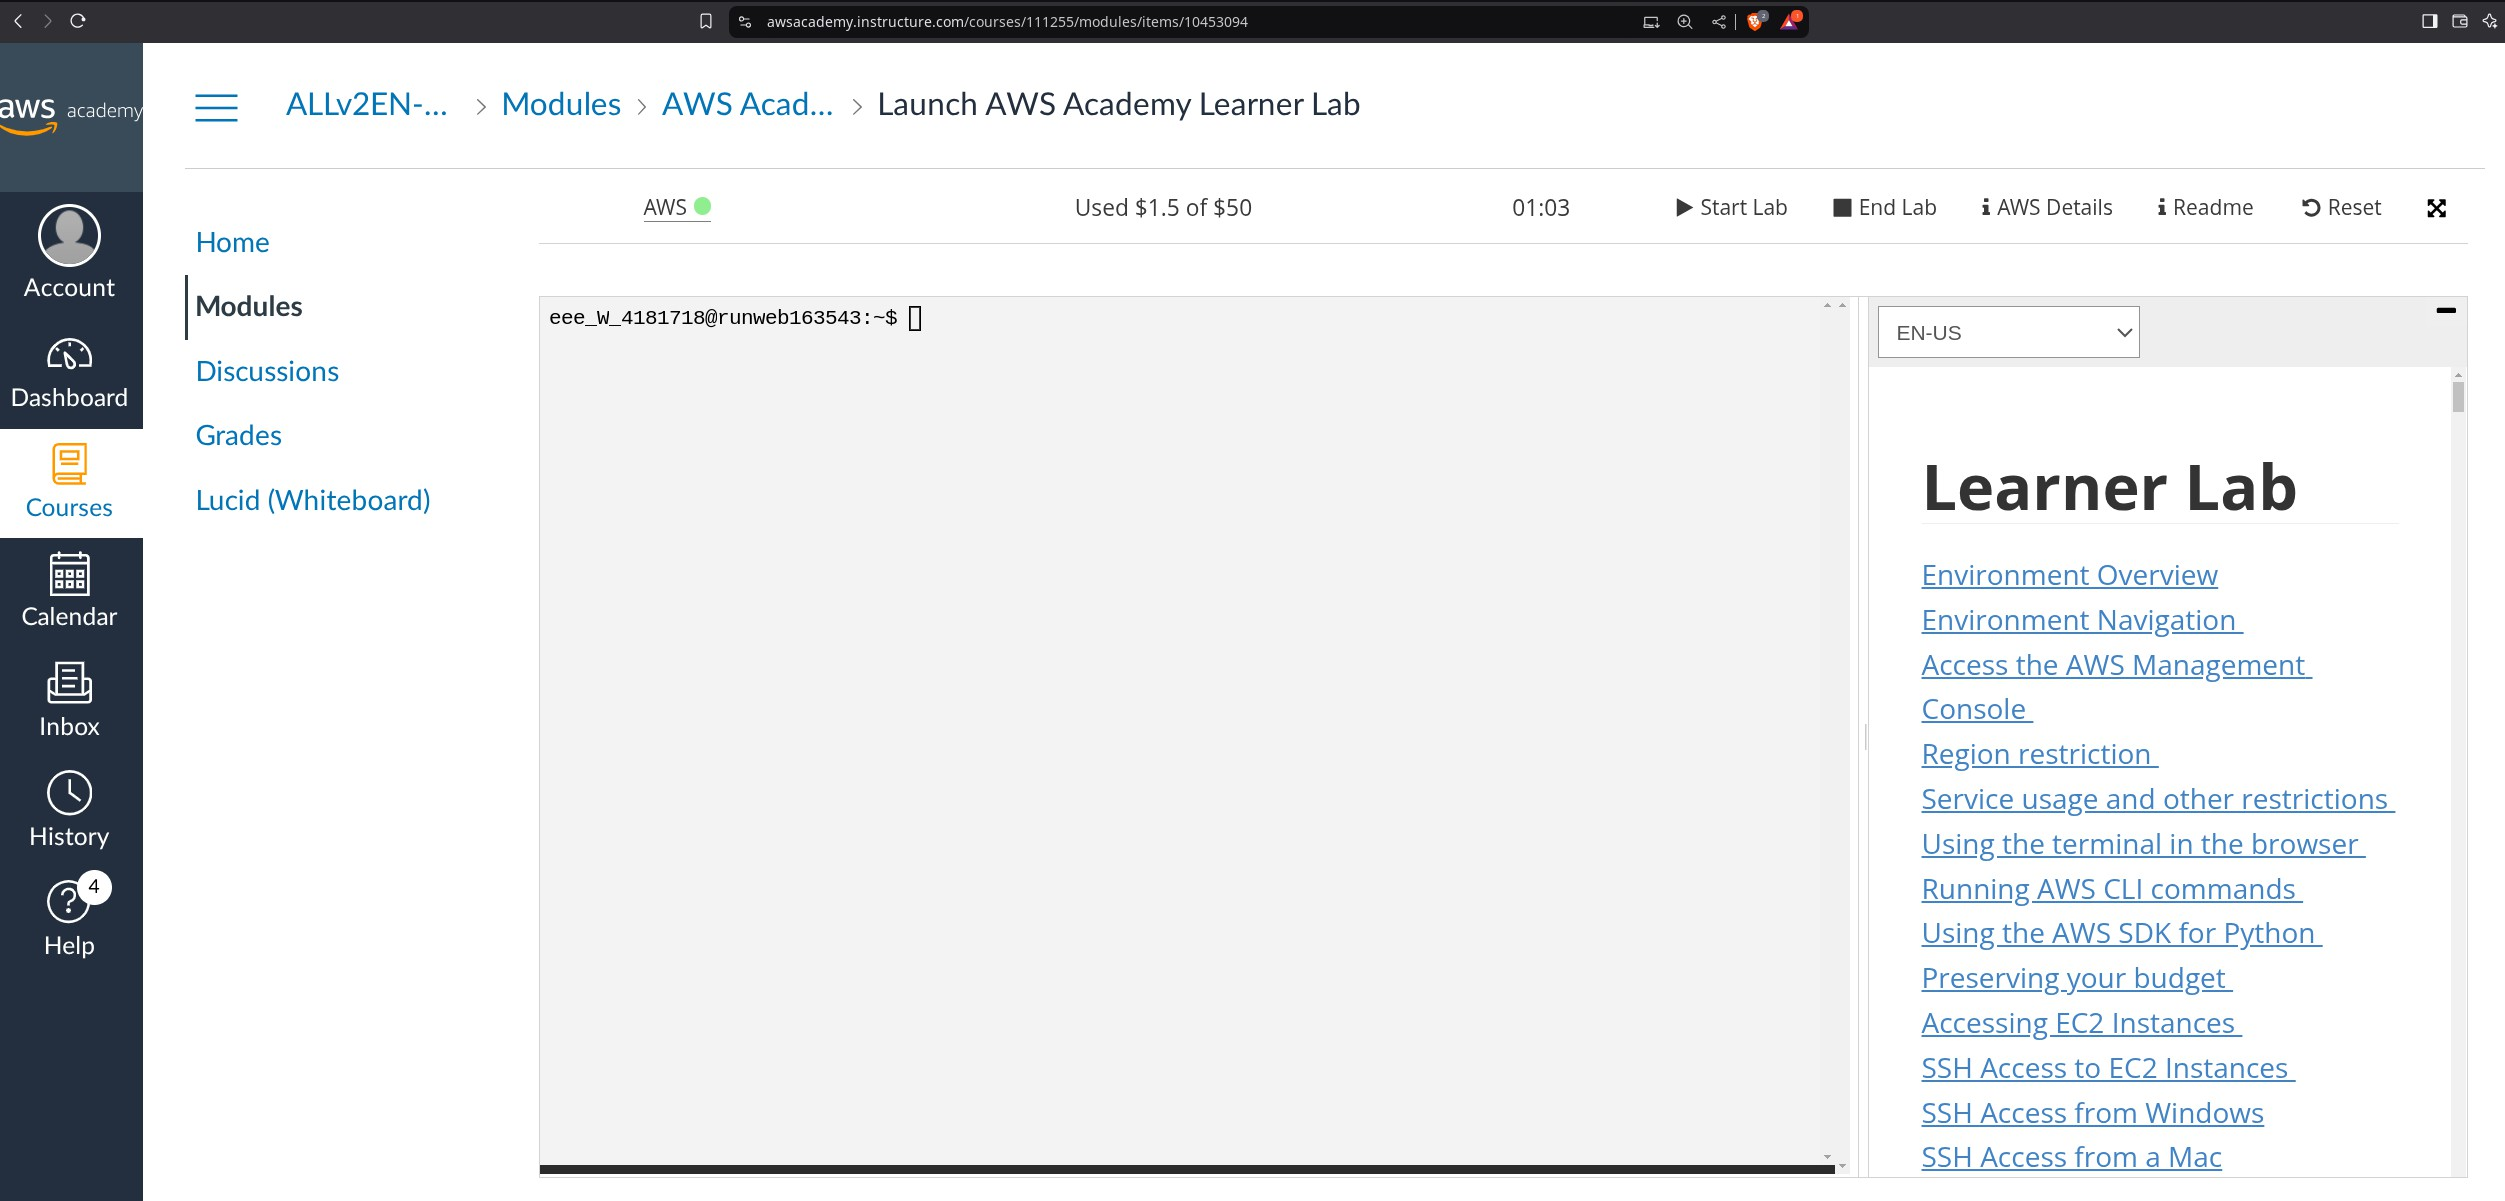 awsacademy.instructure.com/courses/111255/modules/items/10453094
2
1
aws academy
ALLv2EN-... > Modules > AWS Acad... > Launch AWS Academy Learner Lab
Account
Dashboard
Courses
Calendar
Inbox
History
4
Help
Home
Modules
Discussions
Grades
Lucid (Whiteboard)
AWS Used $1.5 of $50 01:03 Start Lab End Lab AWS Details Readme Reset
eee_W_4181718@runweb163543:~$
EN-US
Learner Lab
Environment Overview
Environment Navigation
Access the AWS Management
Console
Region restriction
Service usage and other restrictions
Using the terminal in the browser
Running AWS CLI commands
Using the AWS SDK for Python
Preserving your budget
Accessing EC2 Instances
SSH Access to EC2 Instances
SSH Access from Windows
SSH Access from a Mac